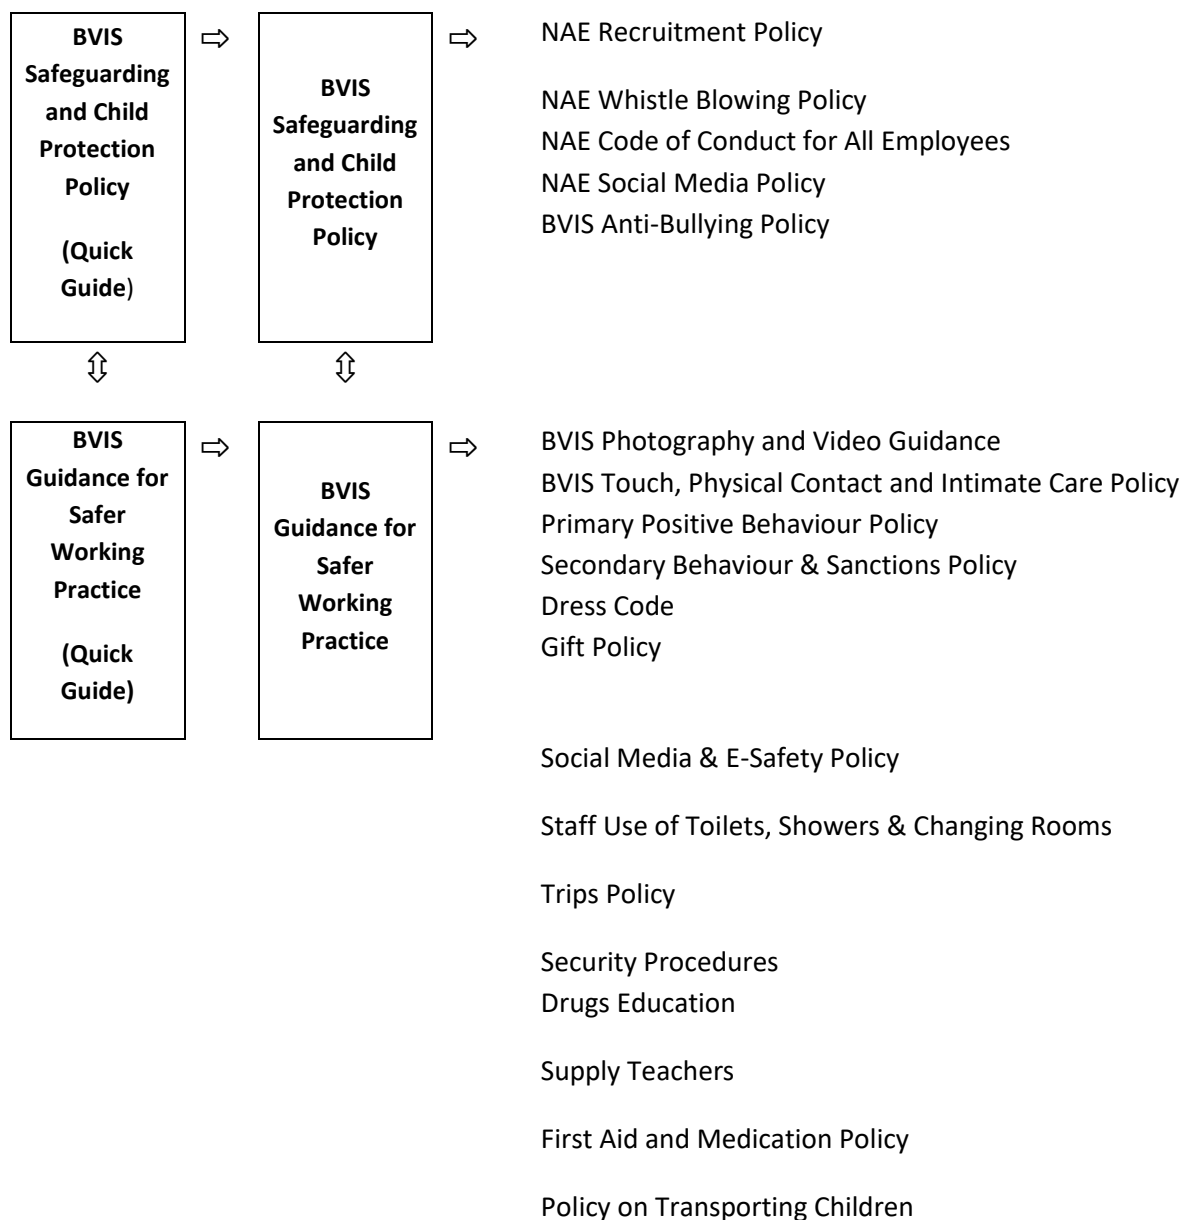 BVIS
Safeguarding
and Child
Protection
Policy
(Quick
Guide)
⇨
BVIS
Safeguarding
and Child
Protection
Policy
⇨
NAE Recruitment Policy
NAE Whistle Blowing Policy
NAE Code of Conduct for All Employees
NAE Social Media Policy
BVIS Anti-Bullying Policy
⇳
⇳
BVIS
Guidance for
Safer
Working
Practice
(Quick
Guide)
⇨
BVIS
Guidance for
Safer
Working
Practice
⇨
BVIS Photography and Video Guidance
BVIS Touch, Physical Contact and Intimate Care Policy
Primary Positive Behaviour Policy
Secondary Behaviour & Sanctions Policy
Dress Code
Gift Policy
Social Media & E-Safety Policy
Staff Use of Toilets, Showers & Changing Rooms
Trips Policy
Security Procedures
Drugs Education
Supply Teachers
First Aid and Medication Policy
Policy on Transporting Children